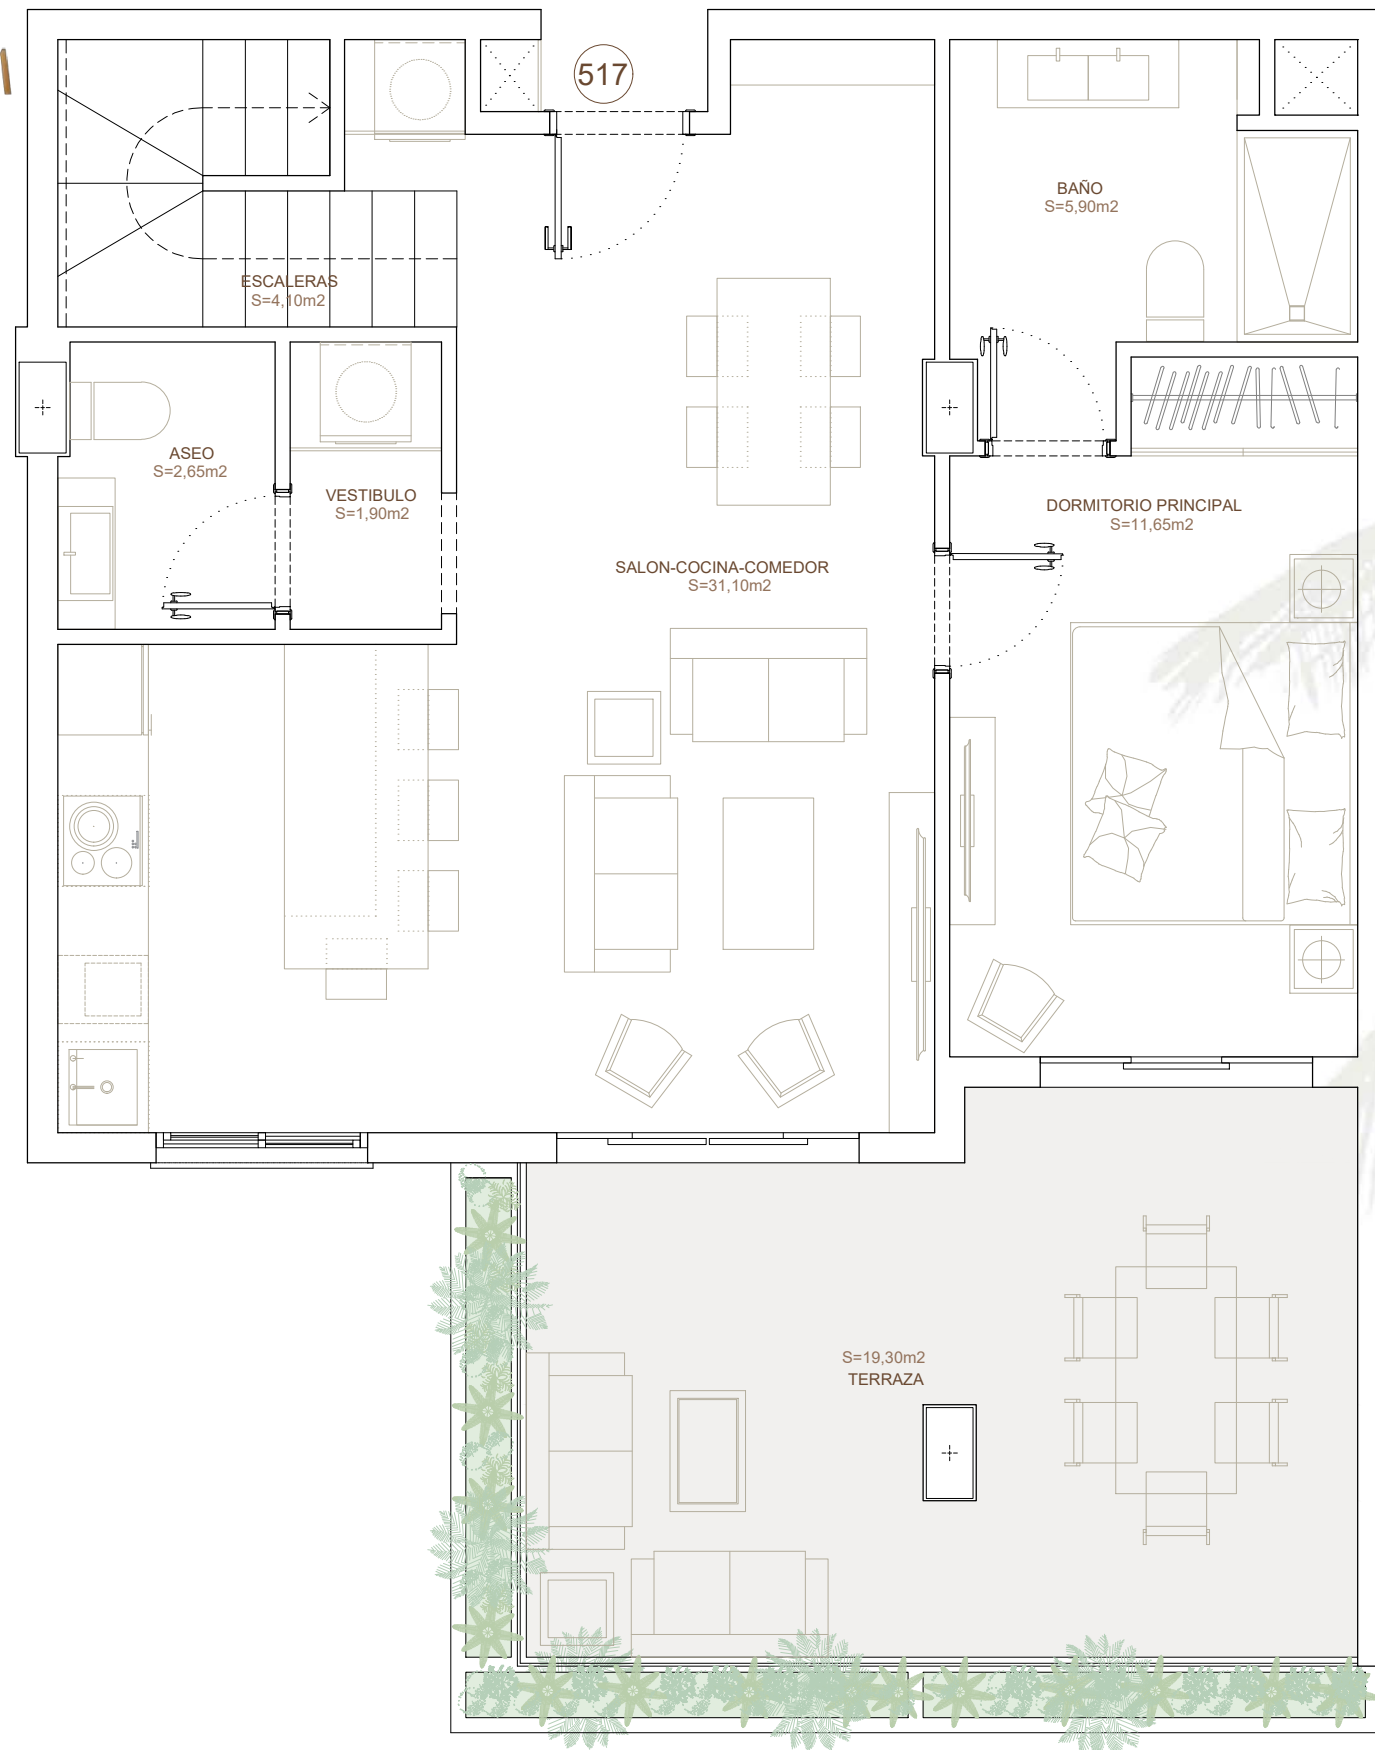 517
BAÑO
S=5,90m2
ESCALERAS
S=4,10m2
ASEO
S=2,65m2
VESTIBULO
S=1,90m2
DORMITORIO PRINCIPAL
S=11,65m2
SALON-COCINA-COMEDOR
S=31,10m2
S=19,30m2
TERRAZA